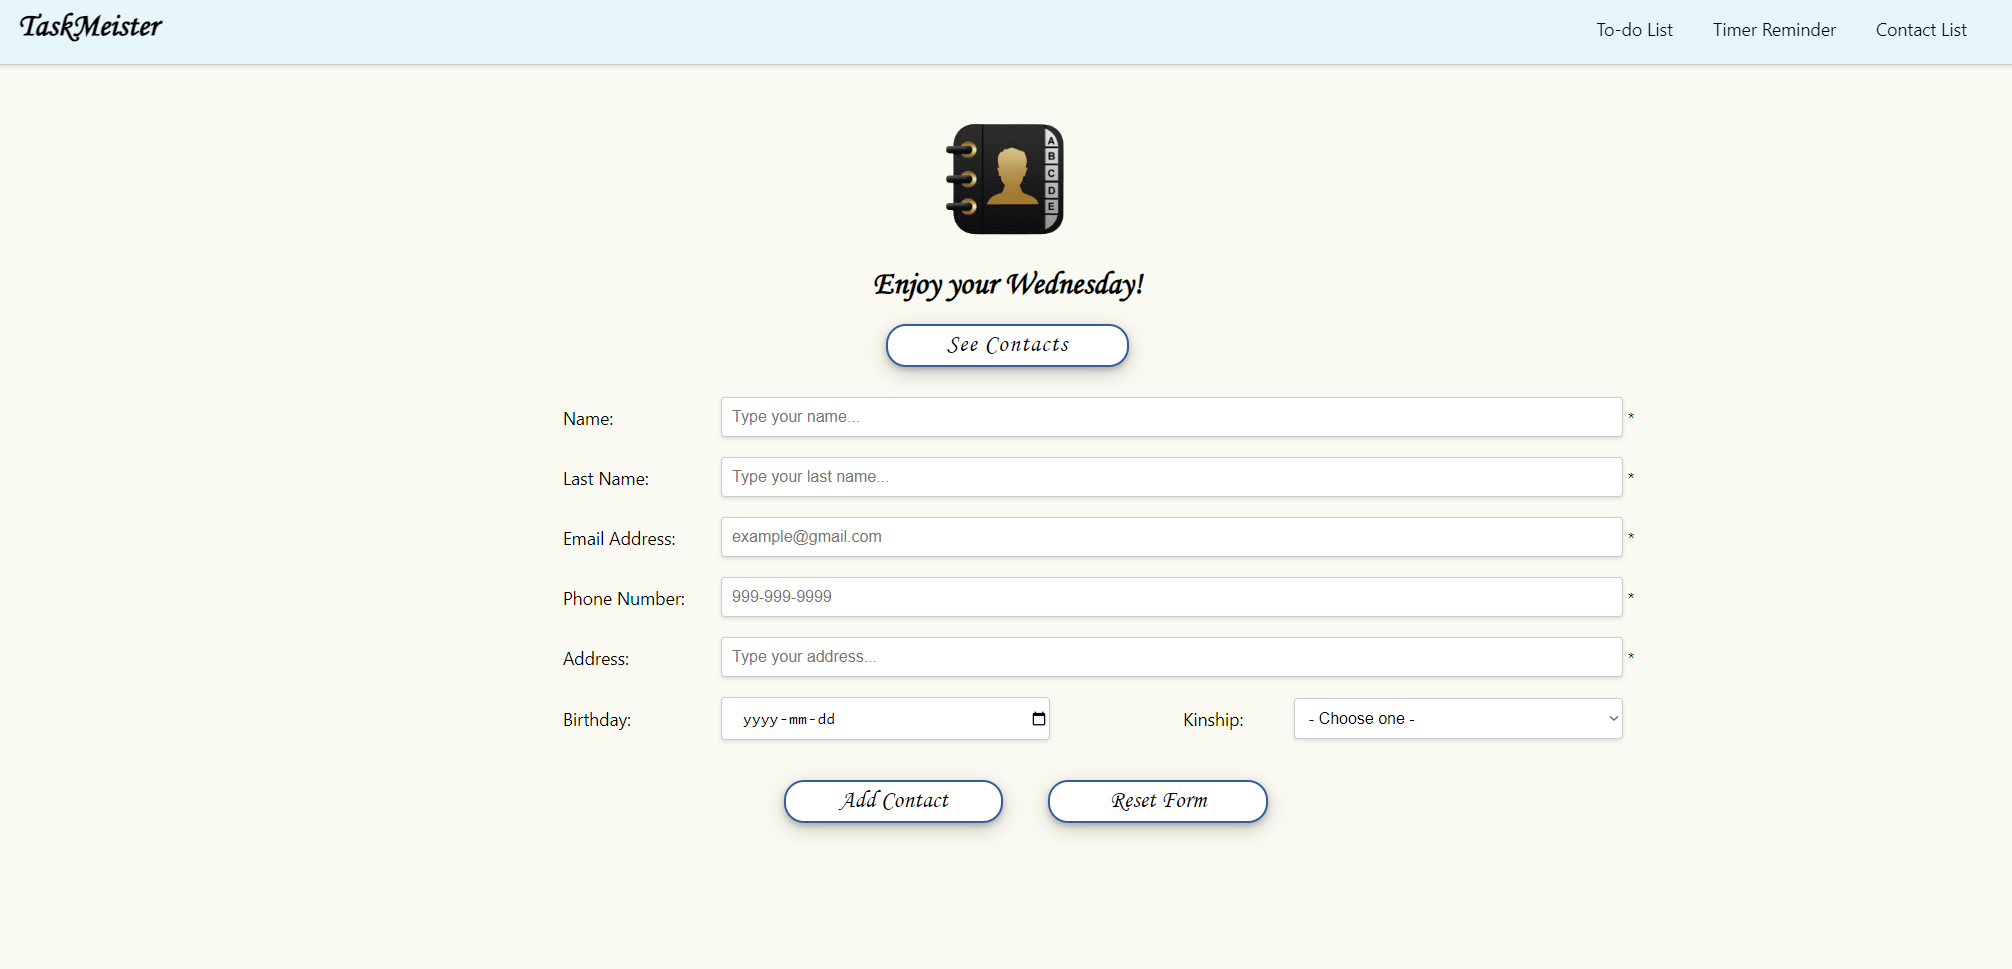 TaskMeister
To-do List Timer Reminder Contact List
A
B
C
D
E
Enjoy your Wednesday!
See Contacts
Name: Type your name... *
Last Name: Type your last name... *
Email Address: example@gmail.com *
Phone Number: 999-999-9999 *
Address: Type your address... *
Birthday: yyyy-mm-dd Kinship: - Choose one -
Add Contact Reset Form